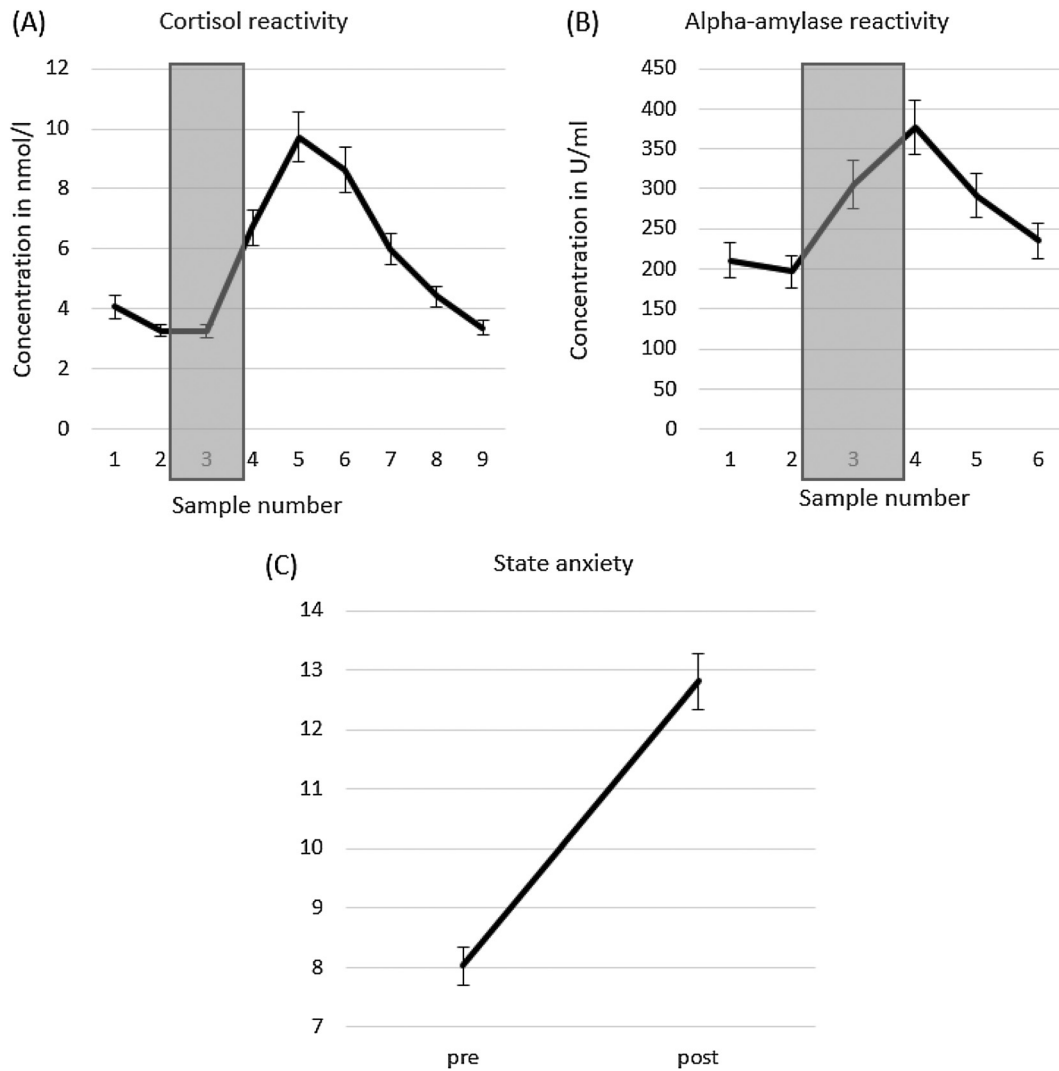 (A) Cortisol reactivity
Concentration in nmol/l
12
10
8
6
4
2
0
1 2 3 4 5 6 7 8 9
Sample number
(B) Alpha-amylase reactivity
Concentration in U/ml
450
400
350
300
250
200
150
100
50
0
1 2 3 4 5 6
Sample number
(C) State anxiety
14
13
12
11
10
9
8
7
pre post